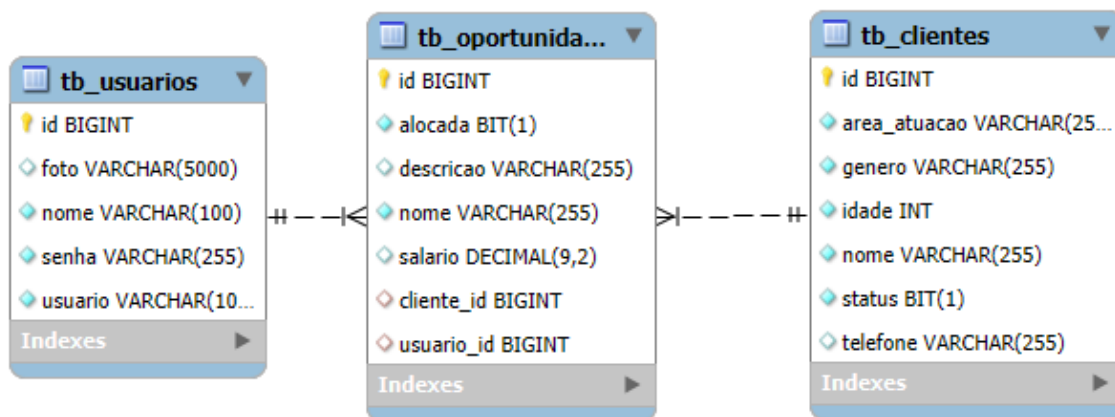 tb_usuarios
id BIGINT
foto VARCHAR(5000)
nome VARCHAR(100)
senha VARCHAR(255)
usuario VARCHAR(10...
Indexes
tb_oportunida...
id BIGINT
alocada BIT(1)
descricao VARCHAR(255)
nome VARCHAR(255)
salario DECIMAL(9,2)
cliente_id BIGINT
usuario_id BIGINT
Indexes
tb_clientes
id BIGINT
area_atuacao VARCHAR(25...
genero VARCHAR(255)
idade INT
nome VARCHAR(255)
status BIT(1)
telefone VARCHAR(255)
Indexes